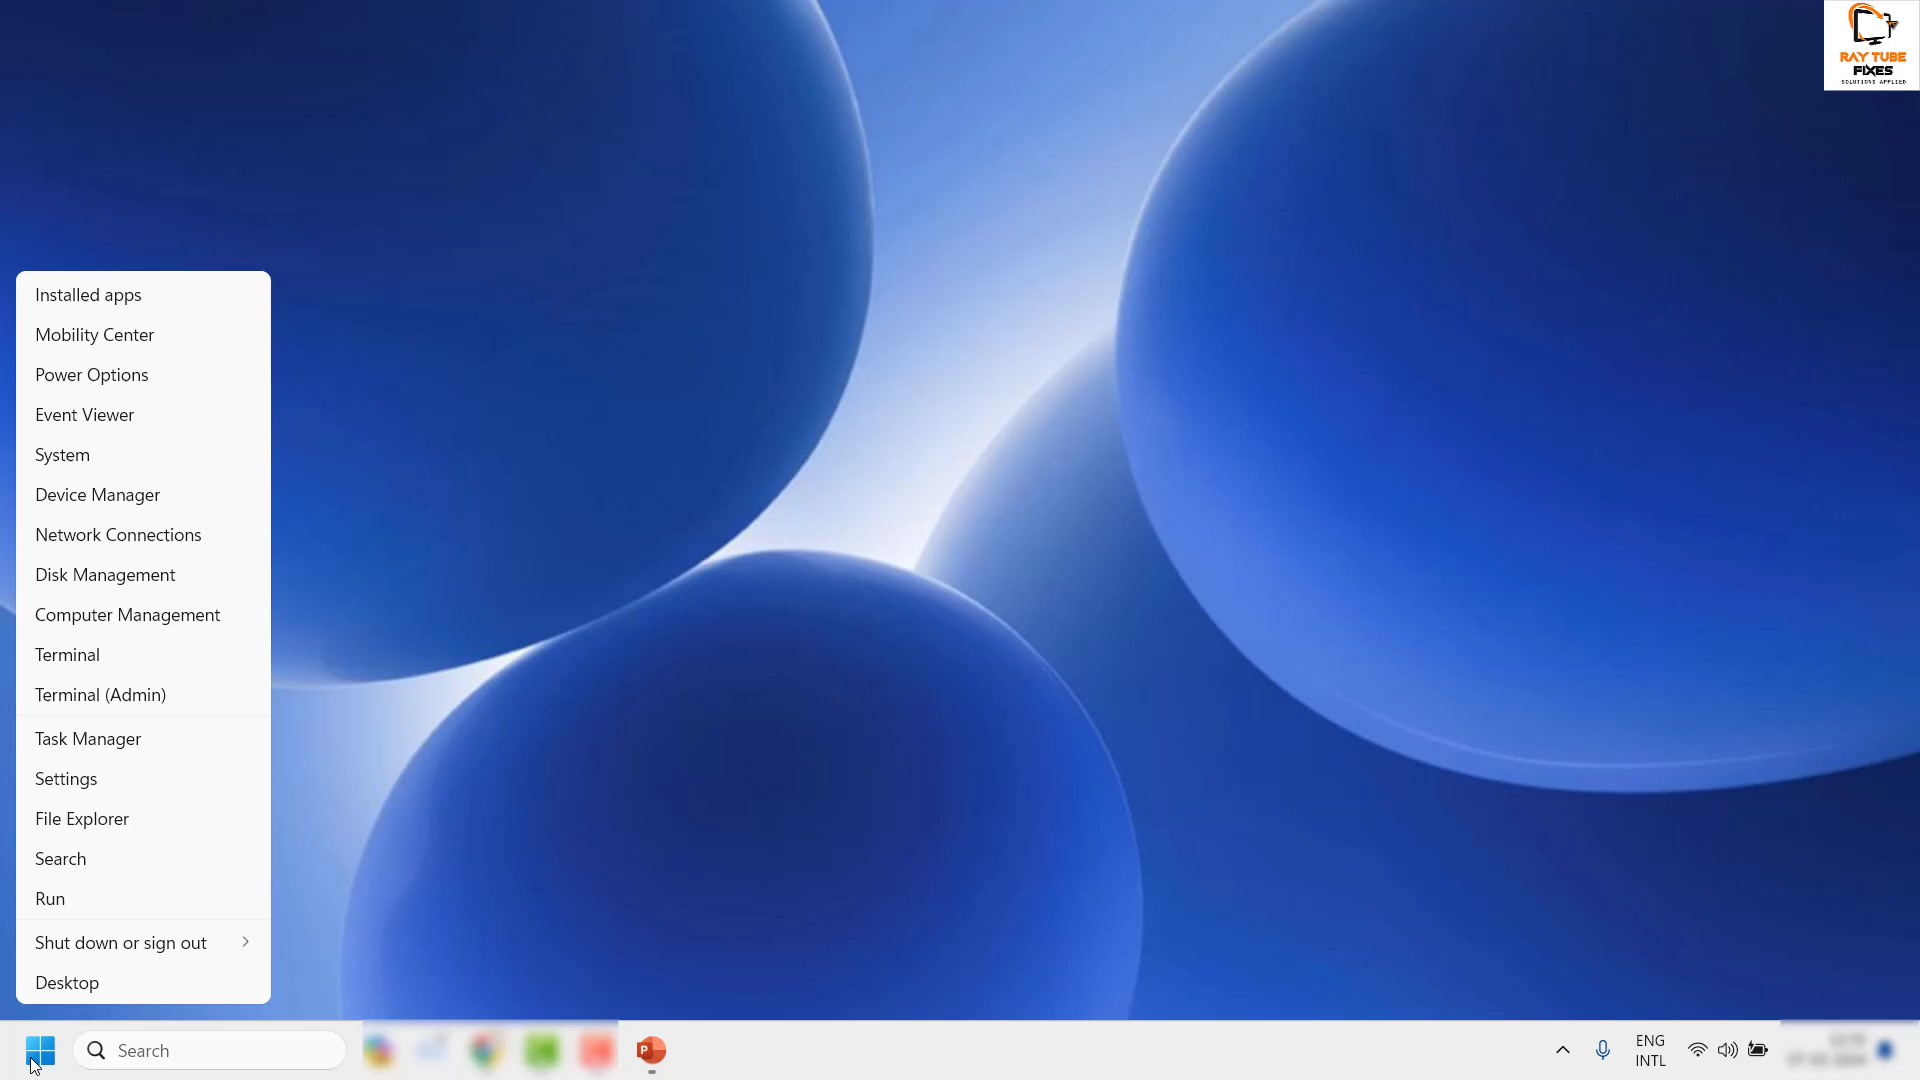 RAY TUBE
FIXES
SOLUTIONS APPLIED
Installed apps
Mobility Center
Power Options
Event Viewer
System
Device Manager
Network Connections
Disk Management
Computer Management
Terminal
Terminal (Admin)
Task Manager
Settings
File Explorer
Search
Run
Shut down or sign out
Desktop
Search
P
ENG
INTL